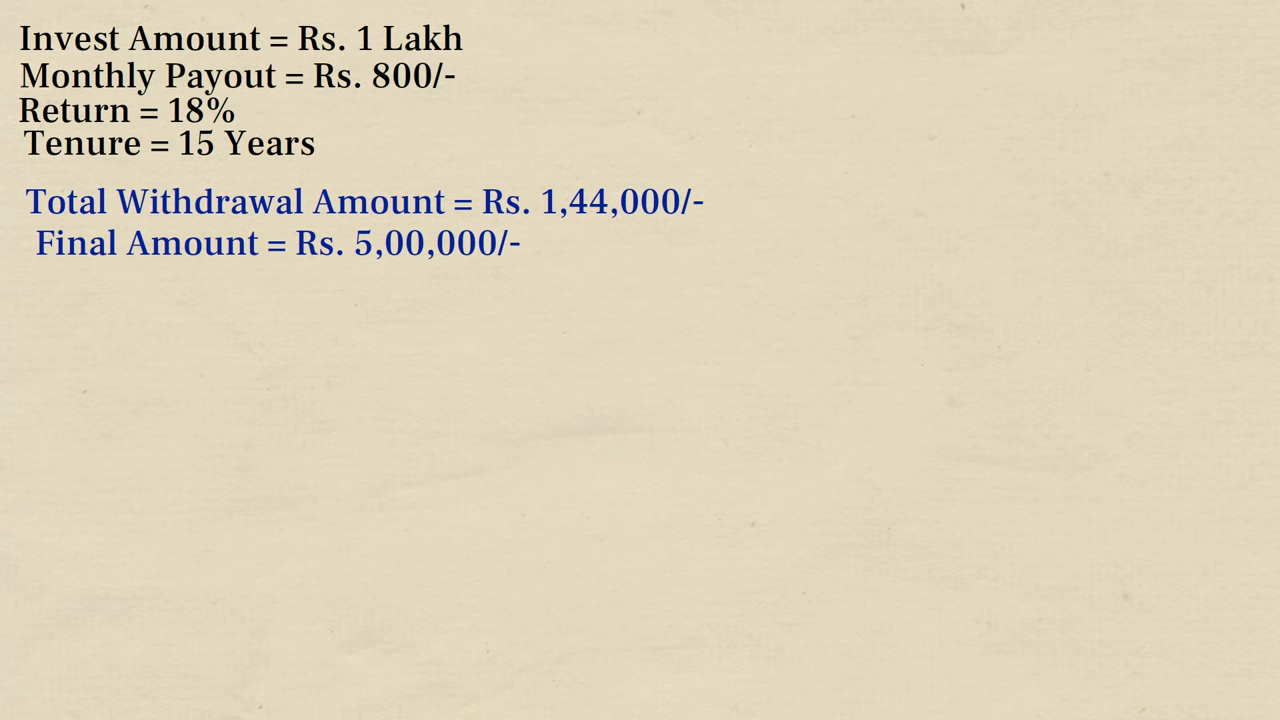 Invest Amount = Rs. 1 Lakh
Monthly Payout = Rs. 800/-
Return = 18%
Tenure = 15 Years
Total Withdrawal Amount = Rs. 1,44,000/-
Final Amount = Rs. 5,00,000/-